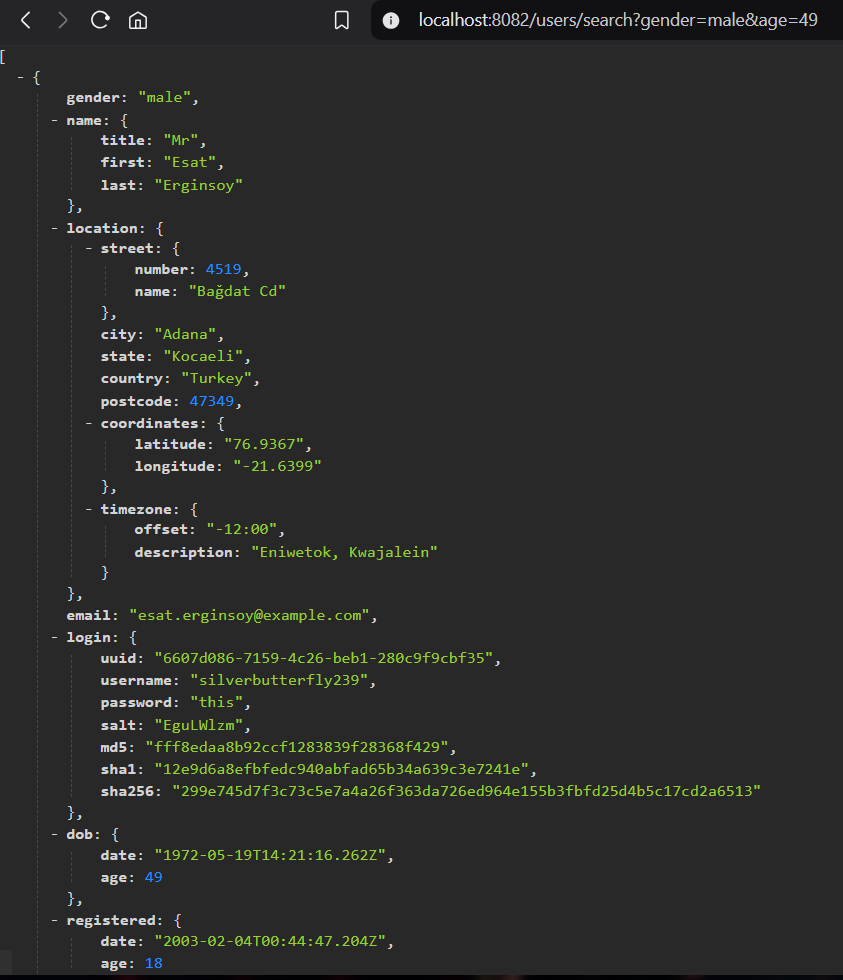 localhost:8082/users/search?gender=male&age=49
[
- {
gender: "male",
- name: {
title: "Mr",
first: "Esat",
last: "Erginsoy"
},
- location: {
- street: {
number: 4519,
name: "Bağdat Cd"
},
city: "Adana",
state: "Kocaeli",
country: "Turkey",
postcode: 47349,
- coordinates: {
latitude: "76.9367",
longitude: "-21.6399"
},
- timezone: {
offset: "-12:00",
description: "Eniwetok, Kwajalein"
}
},
email: "esat.erginsoy@example.com",
- login: {
uuid: "6607d086-7159-4c26-beb1-280c9f9cbf35",
username: "silverbutterfly239",
password: "this",
salt: "EguLWlzm",
md5: "fff8edaa8b92ccf1283839f28368f429",
sha1: "12e9d6a8efbfedc940abfad65b34a639c3e7241e",
sha256: "299e745d7f3c73c5e7a4a26f363da726ed964e155b3fbfd25d4b5c17cd2a6513"
},
- dob: {
date: "1972-05-19T14:21:16.262Z",
age: 49
},
- registered: {
date: "2003-02-04T00:44:47.204Z",
age: 18